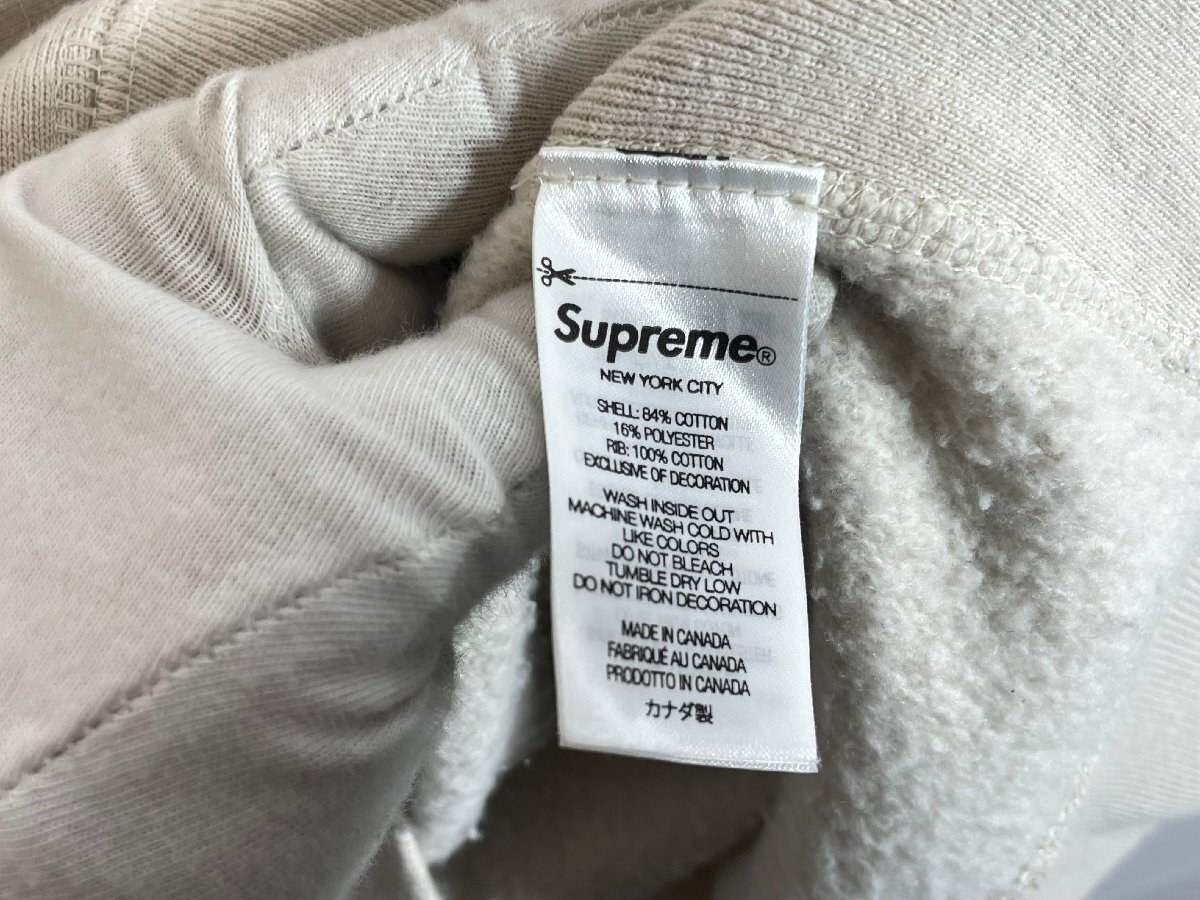 Supreme®
NEW YORK CITY
SHELL: 84% COTTON
16% POLYESTER
RIB: 100% COTTON
EXCLUSIVE OF DECORATION
WASH INSIDE OUT
MACHINE WASH COLD WITH
LIKE COLORS
DO NOT BLEACH
TUMBLE DRY LOW
DO NOT IRON DECORATION
MADE IN CANADA
FABRIQUÉ AU CANADA
PRODOTTO IN CANADA
カナダ製